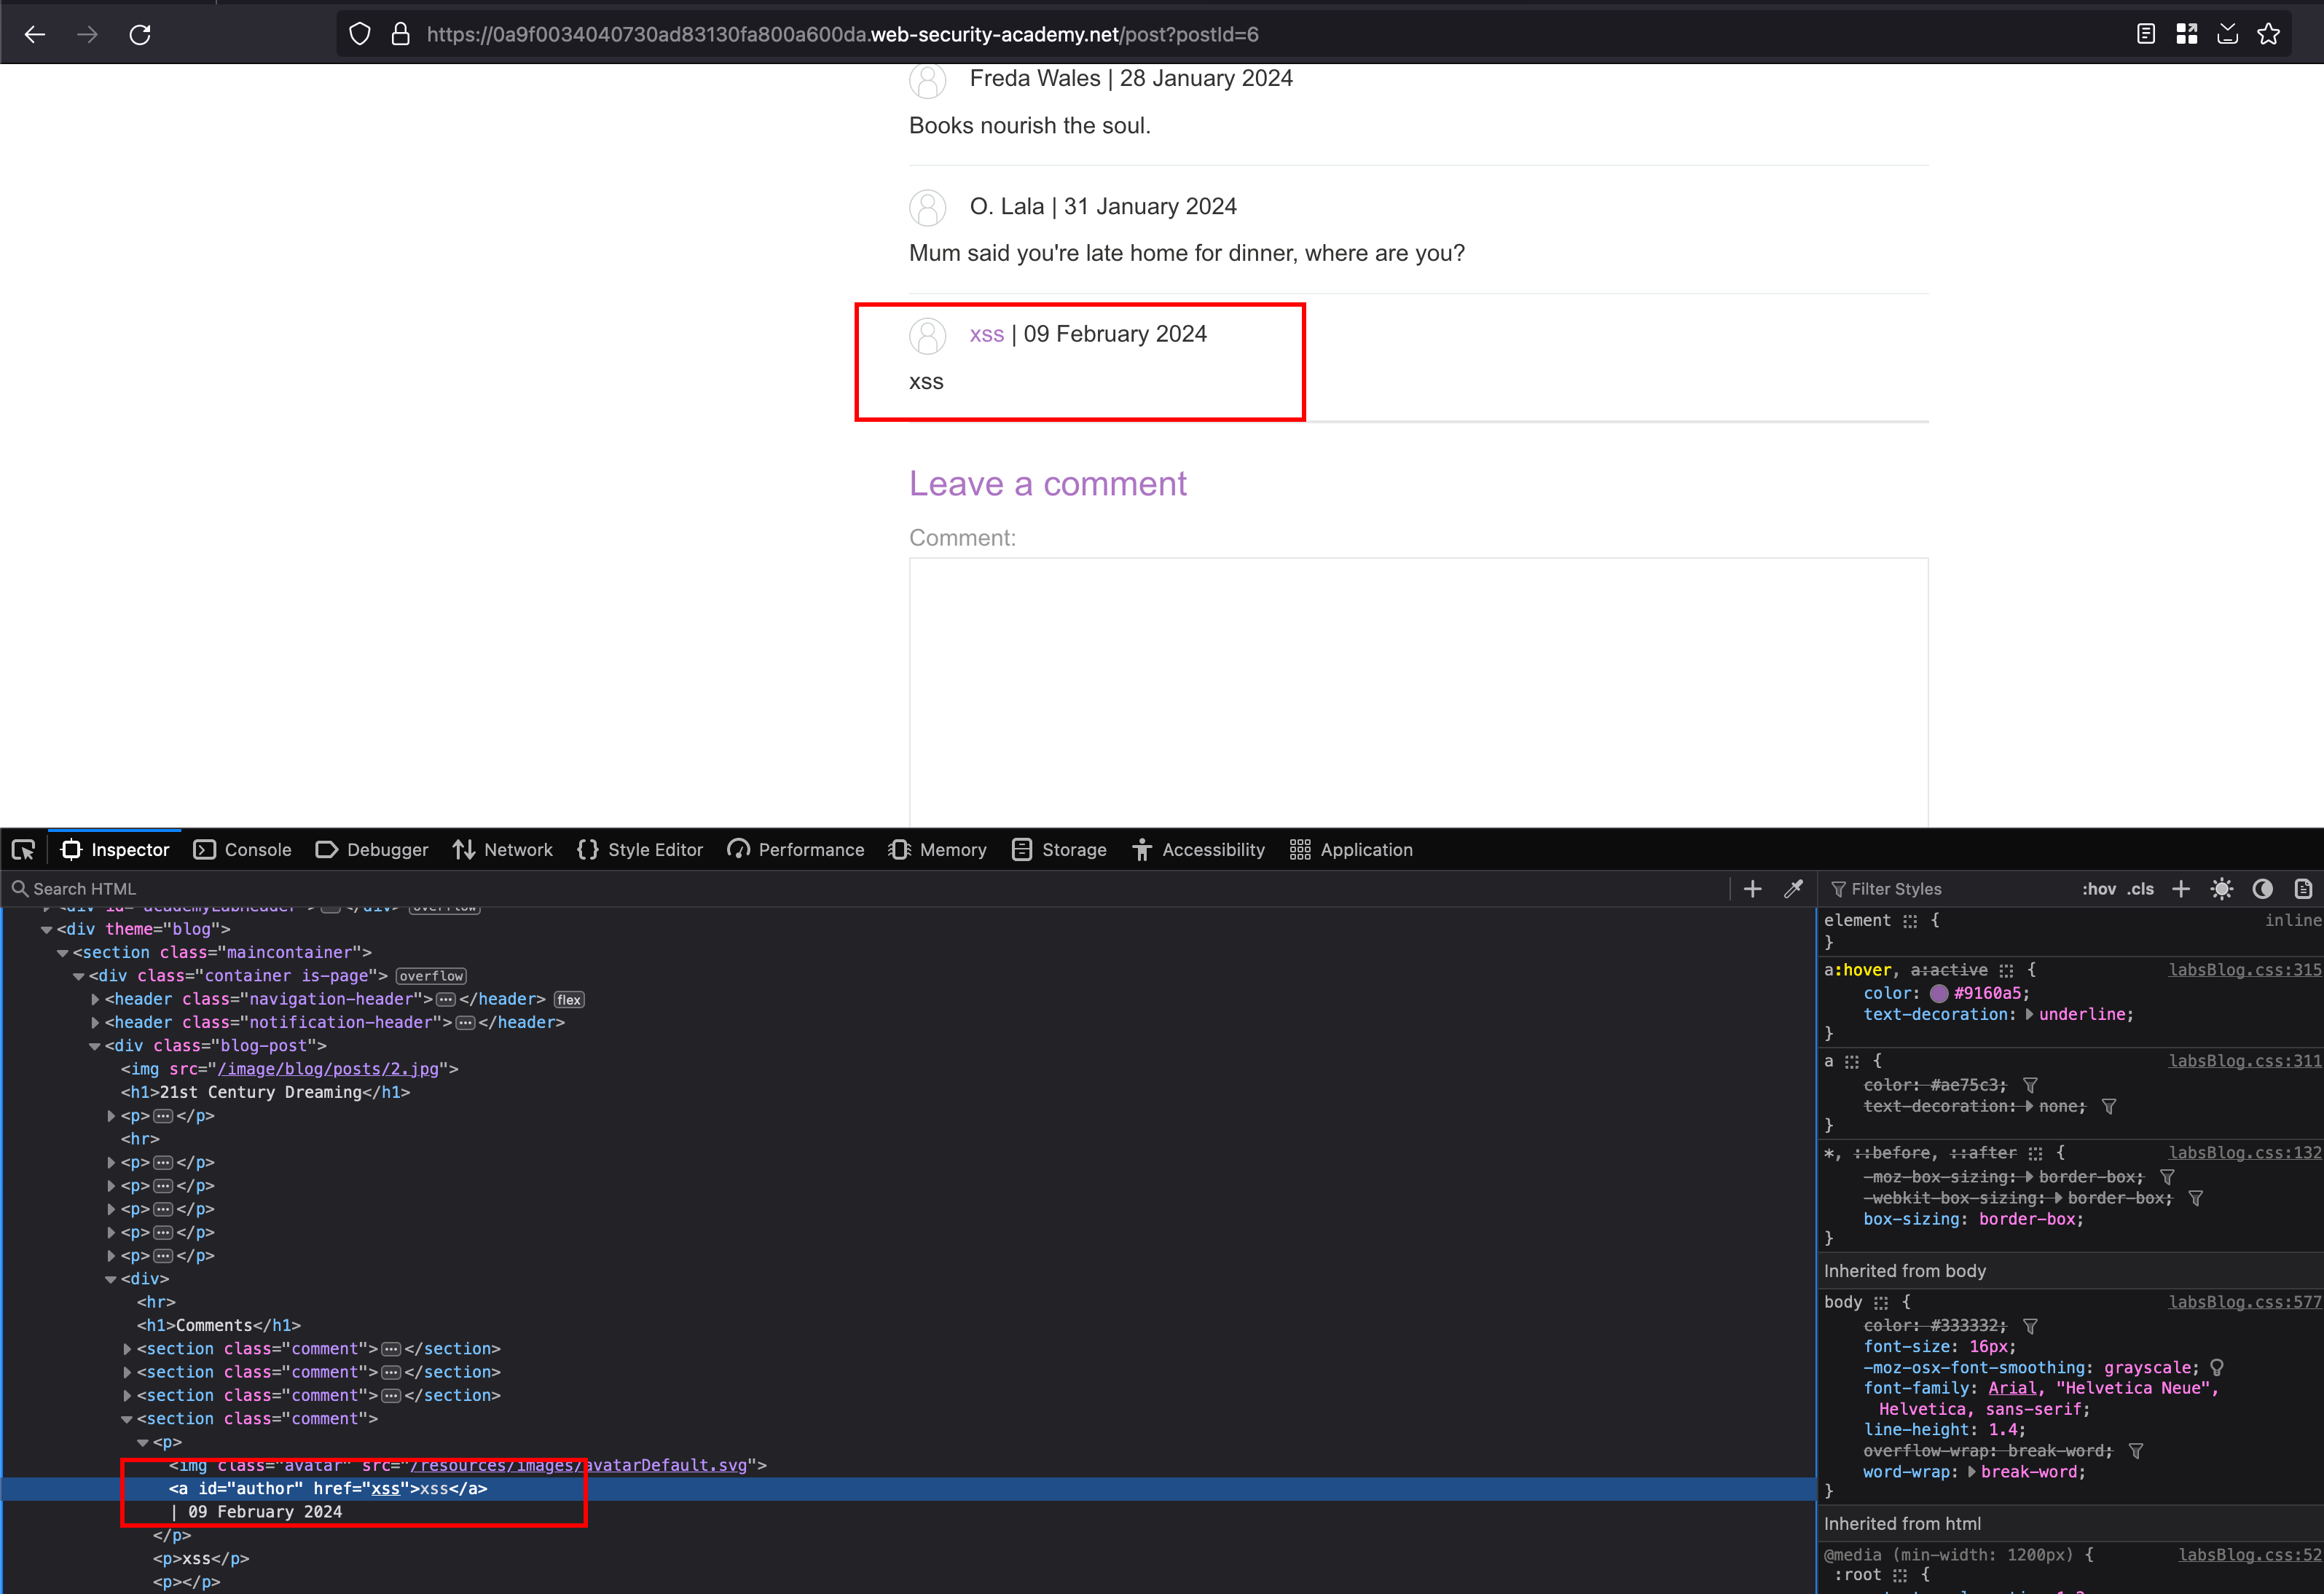 https://0a9f0034040730ad83130fa800a600da.web-security-academy.net/post?postId=6
Freda Wales | 28 January 2024
Books nourish the soul.
O. Lala | 31 January 2024
Mum said you're late home for dinner, where are you?
xss | 09 February 2024
xss
Leave a comment
Comment:
Inspector Console Debugger Network Style Editor Performance Memory Storage Accessibility Application
Search HTML
<div id="academyLabHeader"> </div> overflow
<div theme="blog">
<section class="maincontainer">
<div class="container is-page"> overflow
<header class="navigation-header"> </header> flex
<header class="notification-header"> </header>
<div class="blog-post">
<img src="/image/blog/posts/2.jpg">
<h1>21st Century Dreaming</h1>
<p> </p>
<hr>
<p> </p>
<p> </p>
<p> </p>
<p> </p>
<p> </p>
<div>
<hr>
<h1>Comments</h1>
<section class="comment"> </section>
<section class="comment"> </section>
<section class="comment"> </section>
<section class="comment">
<p>
<img class="avatar" src="/resources/images/avatarDefault.svg">
<a id="author" href="xss">xss</a>
| 09 February 2024
</p>
<p>xss</p>
<p></p>
Filter Styles :hov .cls
element { inline
}
a:hover, a:active { labsBlog.css:315
color: #9160a5;
text-decoration: underline;
}
a { labsBlog.css:311
color: #ae75c3;
text-decoration: none;
}
*, ::before, ::after { labsBlog.css:132
-moz-box-sizing: border-box;
-webkit-box-sizing: border-box;
box-sizing: border-box;
}
Inherited from body
body { labsBlog.css:577
color: #333332;
font-size: 16px;
-moz-osx-font-smoothing: grayscale;
font-family: Arial, "Helvetica Neue",
Helvetica, sans-serif;
line-height: 1.4;
overflow-wrap: break-word;
word-wrap: break-word;
}
Inherited from html
@media (min-width: 1200px) { labsBlog.css:52
:root {